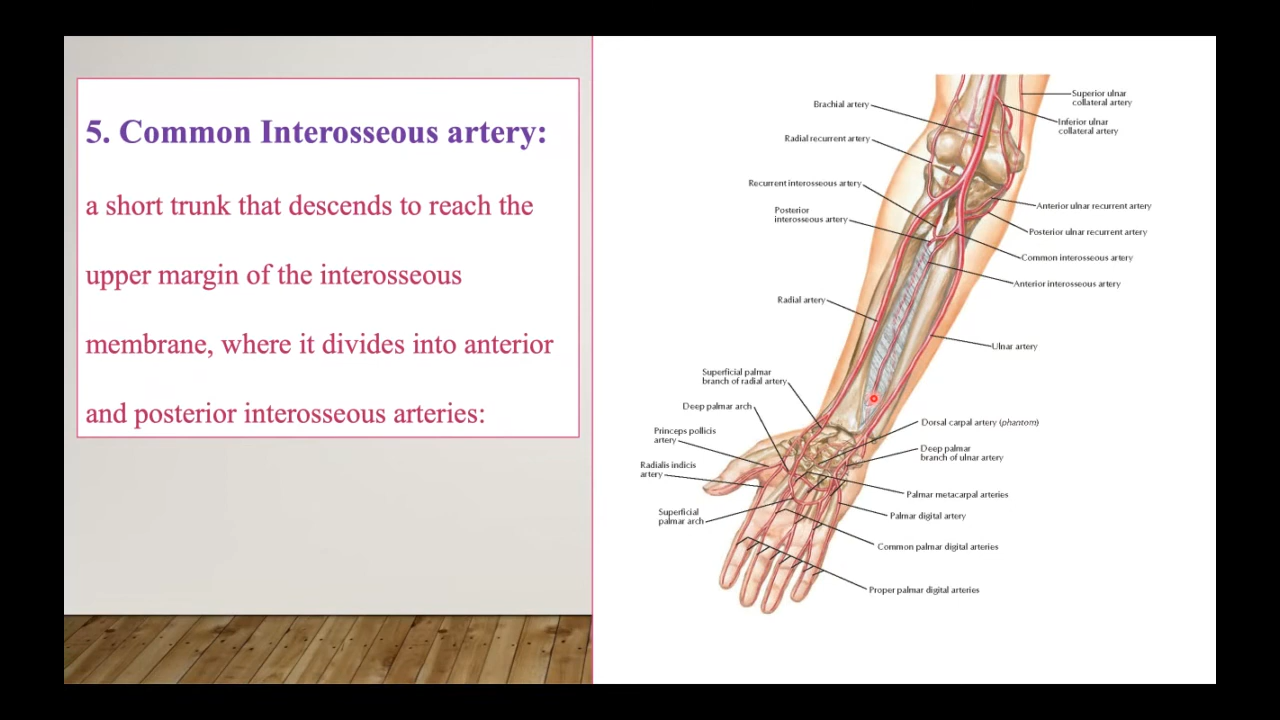 5. Common Interosseous artery:
a short trunk that descends to reach the
upper margin of the interosseous
membrane, where it divides into anterior
and posterior interosseous arteries:
Brachial artery
Radial recurrent artery
Recurrent interosseous artery
Posterior
interosseous artery
Radial artery
Superficial palmar
branch of radial artery
Deep palmar arch
Princeps pollicis
artery
Radialis indicis
artery
Superficial
palmar arch
Superior ulnar
collateral artery
Inferior ulnar
collateral artery
Anterior ulnar recurrent artery
Posterior ulnar recurrent artery
Common interosseous artery
Anterior interosseous artery
Ulnar artery
Dorsal carpal artery (phantom)
Deep palmar
branch of ulnar artery
Palmar metacarpal arteries
Palmar digital artery
Common palmar digital arteries
Proper palmar digital arteries